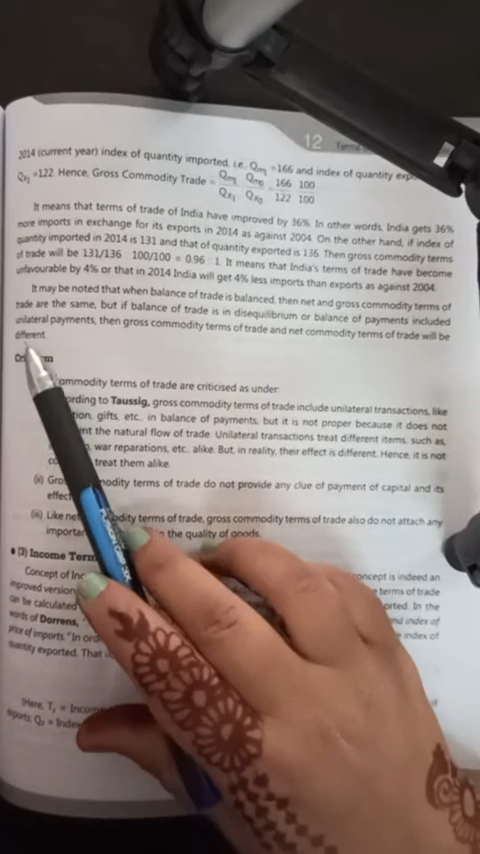 12 Terms
2014 (current year) index of quantity imported, i.e., Qm₁ =166 and index of quantity
Qx₁ =122. Hence, Gross Commodity Trade = Qm₁/Qx₁ Qm₀/Qx₀ = 166/122 100/100
It means that terms of trade of India have improved by 36%. In other words, India gets 36%
more imports in exchange for its exports in 2014 as against 2004. On the other hand, if index of
quantity imported in 2014 is 131 and that of quantity exported is 136. Then gross commodity terms
of trade will be 131/136 : 100/100 = 0.96 : 1. It means that India's terms of trade have become
unfavourable by 4% or that in 2014 India will get 4% less imports than exports as against 2004.
It may be noted that when balance of trade is balanced, then net and gross commodity terms of
trade are the same, but if balance of trade is in disequilibrium or balance of payments included
unilateral payments, then gross commodity terms of trade and net commodity terms of trade will be
different.
ommodity terms of trade are criticised as under:
rding to Taussig, gross commodity terms of trade include unilateral transactions, like
tion, gifts, etc., in balance of payments, but it is not proper because it does not
nt the natural flow of trade. Unilateral transactions treat different items, such as,
, war reparations, etc., alike. But, in reality, their effect is different. Hence, it is not
treat them alike.
(ii) Gro modity terms of trade do not provide any clue of payment of capital and its
effect
(iii) Like net odity terms of trade, gross commodity terms of trade also do not attach any
importan in the quality of goods.
• (3) Income Term
Concept of Inc concept is indeed an
improved version terms of trade
can be calculated orted. In the
words of Dorrens, " nd index of
price of imports." In ord e index of
quantity exported. That i
(Here, Ty = Income
exports; Qx = Index